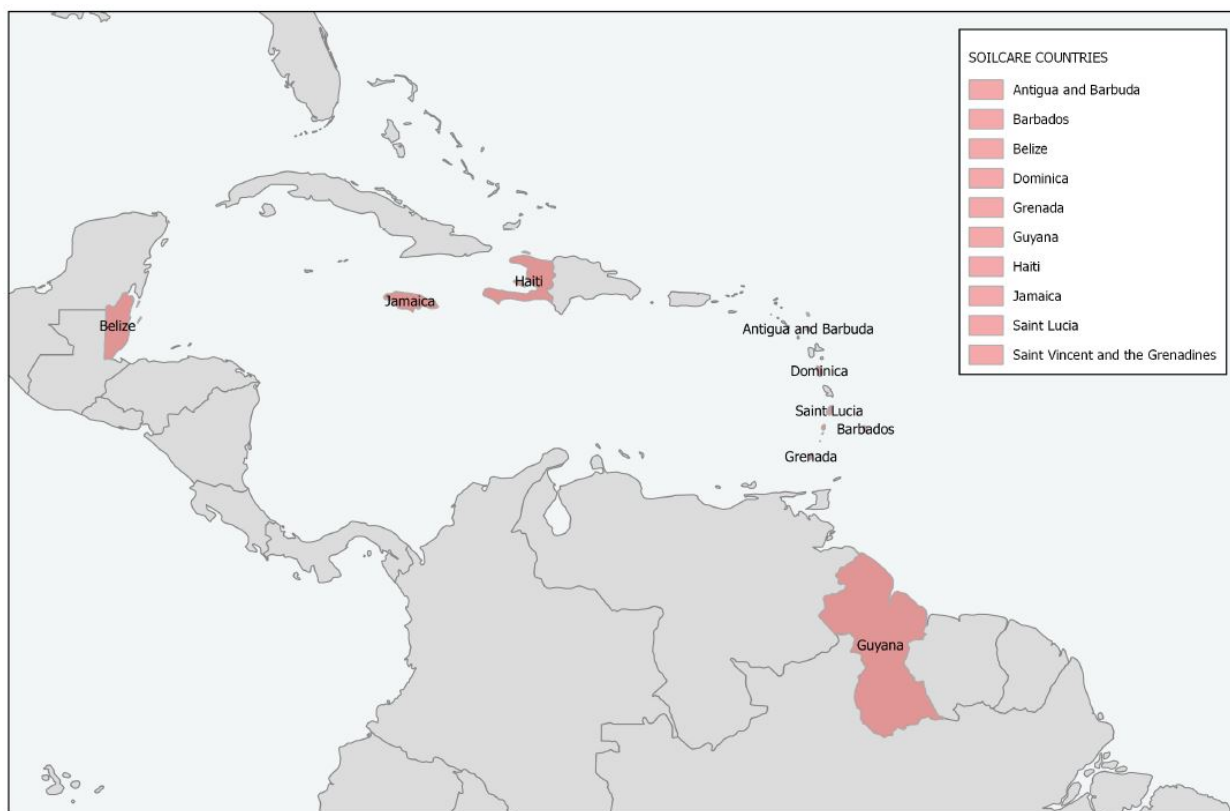 SOILCARE COUNTRIES
Antigua and Barbuda
Barbados
Belize
Dominica
Grenada
Guyana
Haiti
Jamaica
Saint Lucia
Saint Vincent and the Grenadines
Haiti
Jamaica
Belize
Antigua and Barbuda
Dominica
Saint Lucia
Barbados
Grenada
Guyana